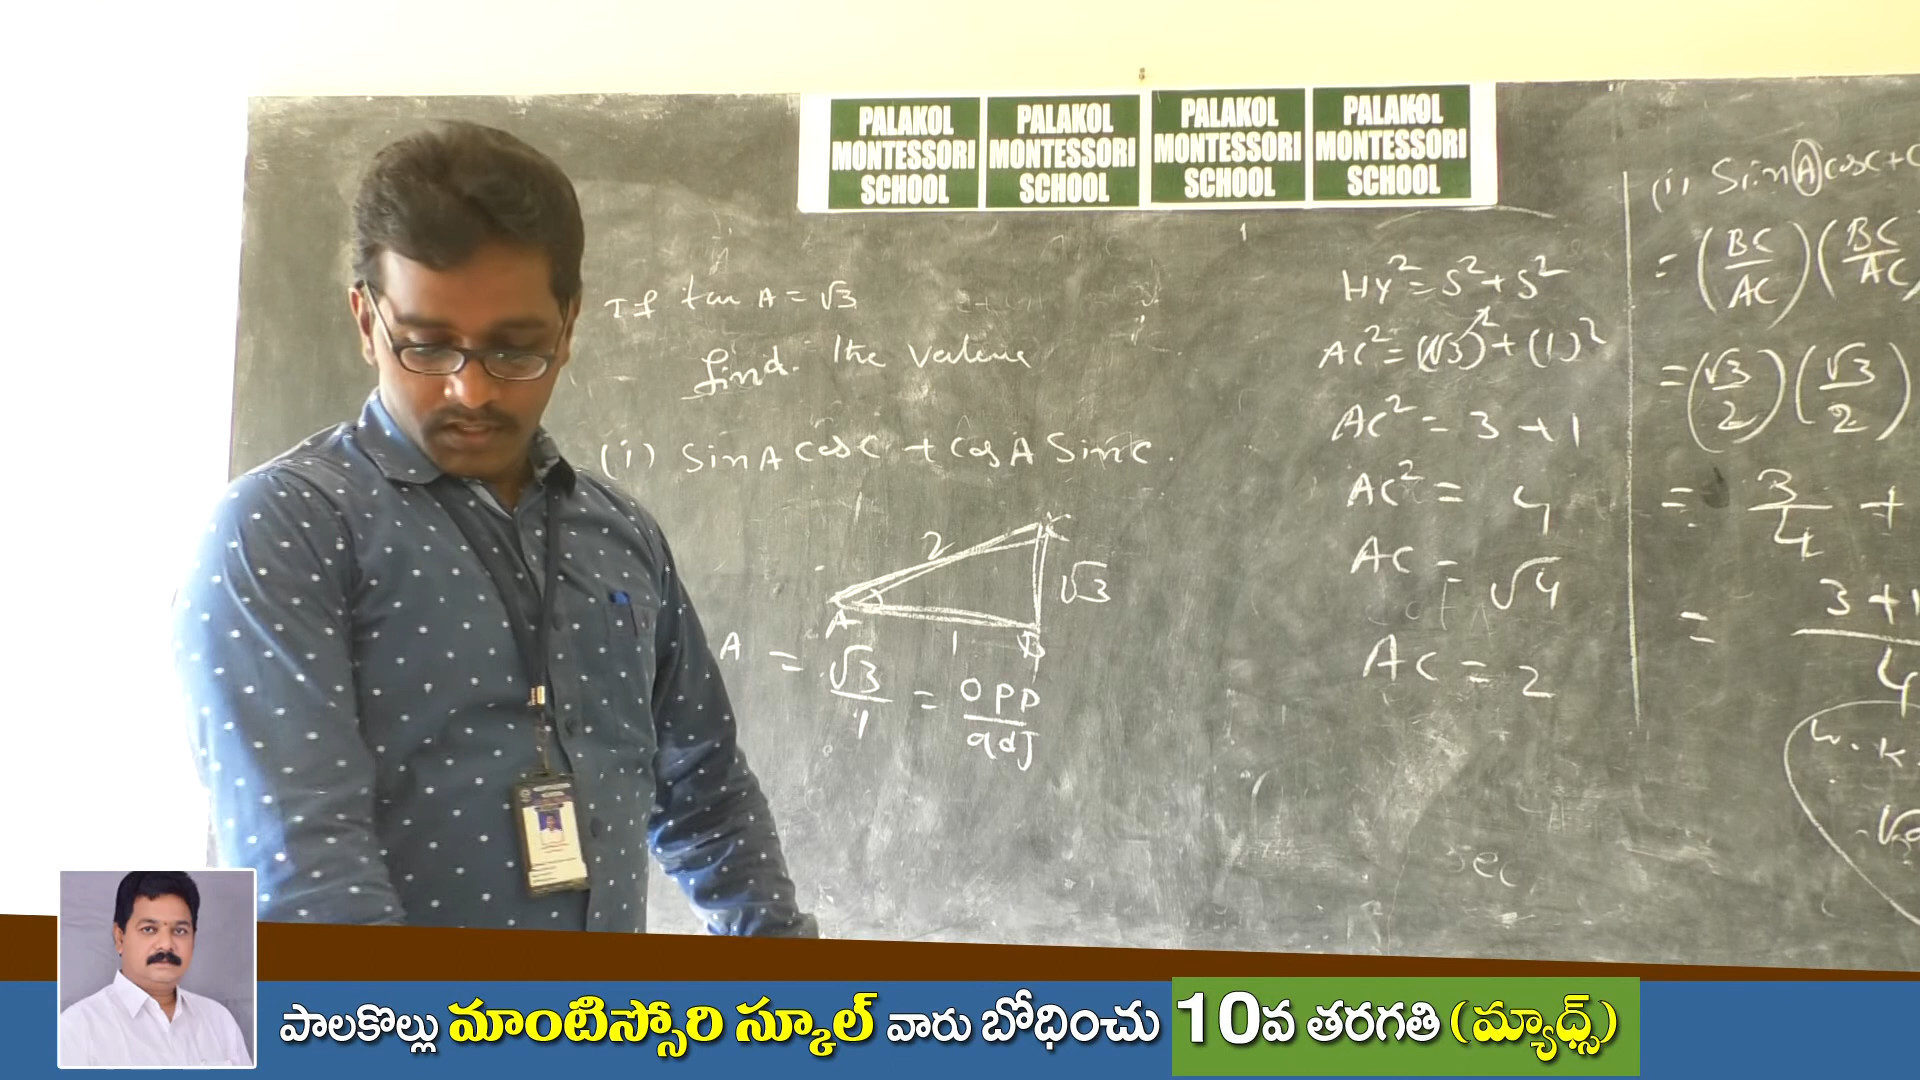 PALAKOL MONTESSORI SCHOOL
PALAKOL MONTESSORI SCHOOL
PALAKOL MONTESSORI SCHOOL
PALAKOL MONTESSORI SCHOOL
If tan A = √3
find the value
(i) Sin A cos C + cos A Sin C.
2
C
√3
A
1
B
A = √3/1 = opp/adj
HY² = S² + S²
AC² = (√3)² + (1)²
AC² = 3 + 1
AC² = 4
AC = √4
AC = 2
(i) Sin A cos C + C
= (BC/AC) (BC/AC)
= (√3/2) (√3/2)
= 3/4 +
= 3+1/4
W.K.
sec
పాలకొల్లు మాంటిస్సోరి స్కూల్ వారు బోధించు 10వ తరగతి (మ్యాథ్స్)